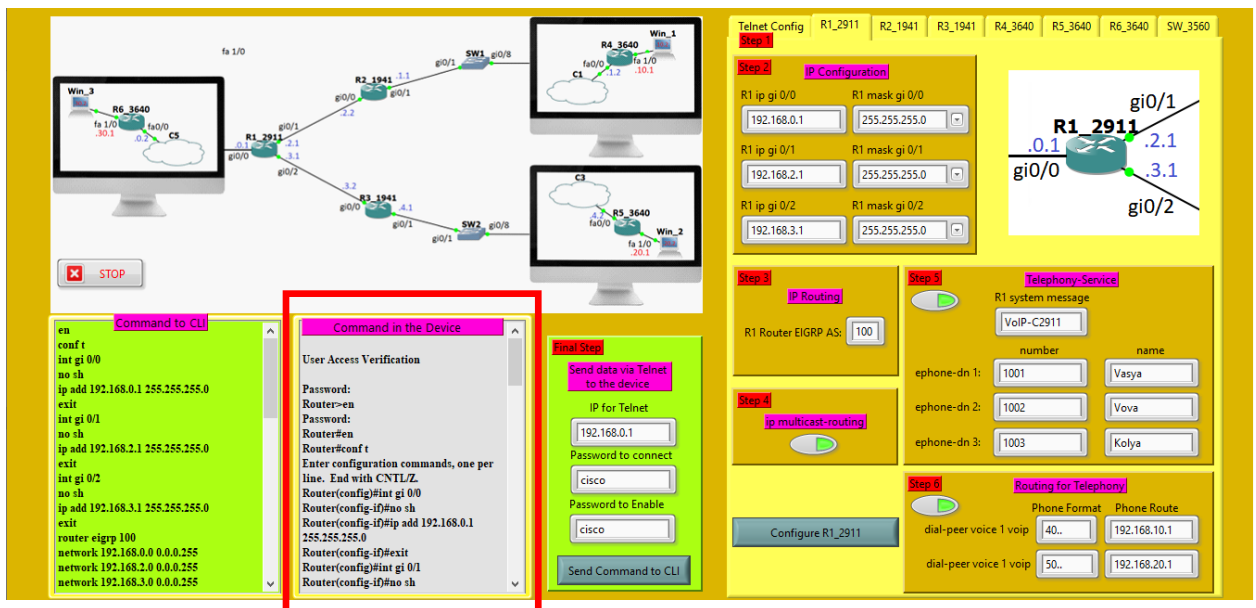 fa 1/0
Win_3
R6_3640
fa 1/0
.30.1
fa0/0
.0.2
C5
R1_2911
.0.1
gi0/0
gi0/1
.2.1
.3.1
gi0/2
R2_1941
gi0/0
.2.2
.1.1
gi0/1
gi0/1
SW1
gi0/8
R4_3640
Win_1
fa0/0
fa 1/0
.1.2
.10.1
C1
R3_1941
.3.2
gi0/0
.4.1
gi0/1
gi0/1
SW2
gi0/8
C3
.4.2
R5_3640
fa0/0
Win_2
fa 1/0
.20.1
STOP
Command to CLI
en
conf t
int gi 0/0
no sh
ip add 192.168.0.1 255.255.255.0
exit
int gi 0/1
no sh
ip add 192.168.2.1 255.255.255.0
exit
int gi 0/2
no sh
ip add 192.168.3.1 255.255.255.0
exit
router eigrp 100
network 192.168.0.0 0.0.0.255
network 192.168.2.0 0.0.0.255
network 192.168.3.0 0.0.0.255
Command in the Device
User Access Verification
Password:
Router>en
Password:
Router#en
Router#conf t
Enter configuration commands, one per
line. End with CNTL/Z.
Router(config)#int gi 0/0
Router(config-if)#no sh
Router(config-if)#ip add 192.168.0.1
255.255.255.0
Router(config-if)#exit
Router(config)#int gi 0/1
Router(config-if)#no sh
Final Step
Send data via Telnet
to the device
IP for Telnet
192.168.0.1
Password to connect
cisco
Password to Enable
cisco
Send Command to CLI
Telnet Config R1_2911 R2_1941 R3_1941 R4_3640 R5_3640 R6_3640 SW_3560
Step 1
Step 2
IP Configuration
R1 ip gi 0/0 R1 mask gi 0/0
192.168.0.1 255.255.255.0
R1 ip gi 0/1 R1 mask gi 0/1
192.168.2.1 255.255.255.0
R1 ip gi 0/2 R1 mask gi 0/2
192.168.3.1 255.255.255.0
gi0/1
R1_2911
.0.1
.2.1
gi0/0
.3.1
gi0/2
Step 3
IP Routing
R1 Router EIGRP AS: 100
Step 4
ip multicast-routing
Configure R1_2911
Step 5
Telephony-Service
R1 system message
VoIP-C2911
number name
ephone-dn 1: 1001 Vasya
ephone-dn 2: 1002 Vova
ephone-dn 3: 1003 Kolya
Step 6
Routing for Telephony
Phone Format Phone Route
dial-peer voice 1 voip 40.. 192.168.10.1
dial-peer voice 1 voip 50.. 192.168.20.1